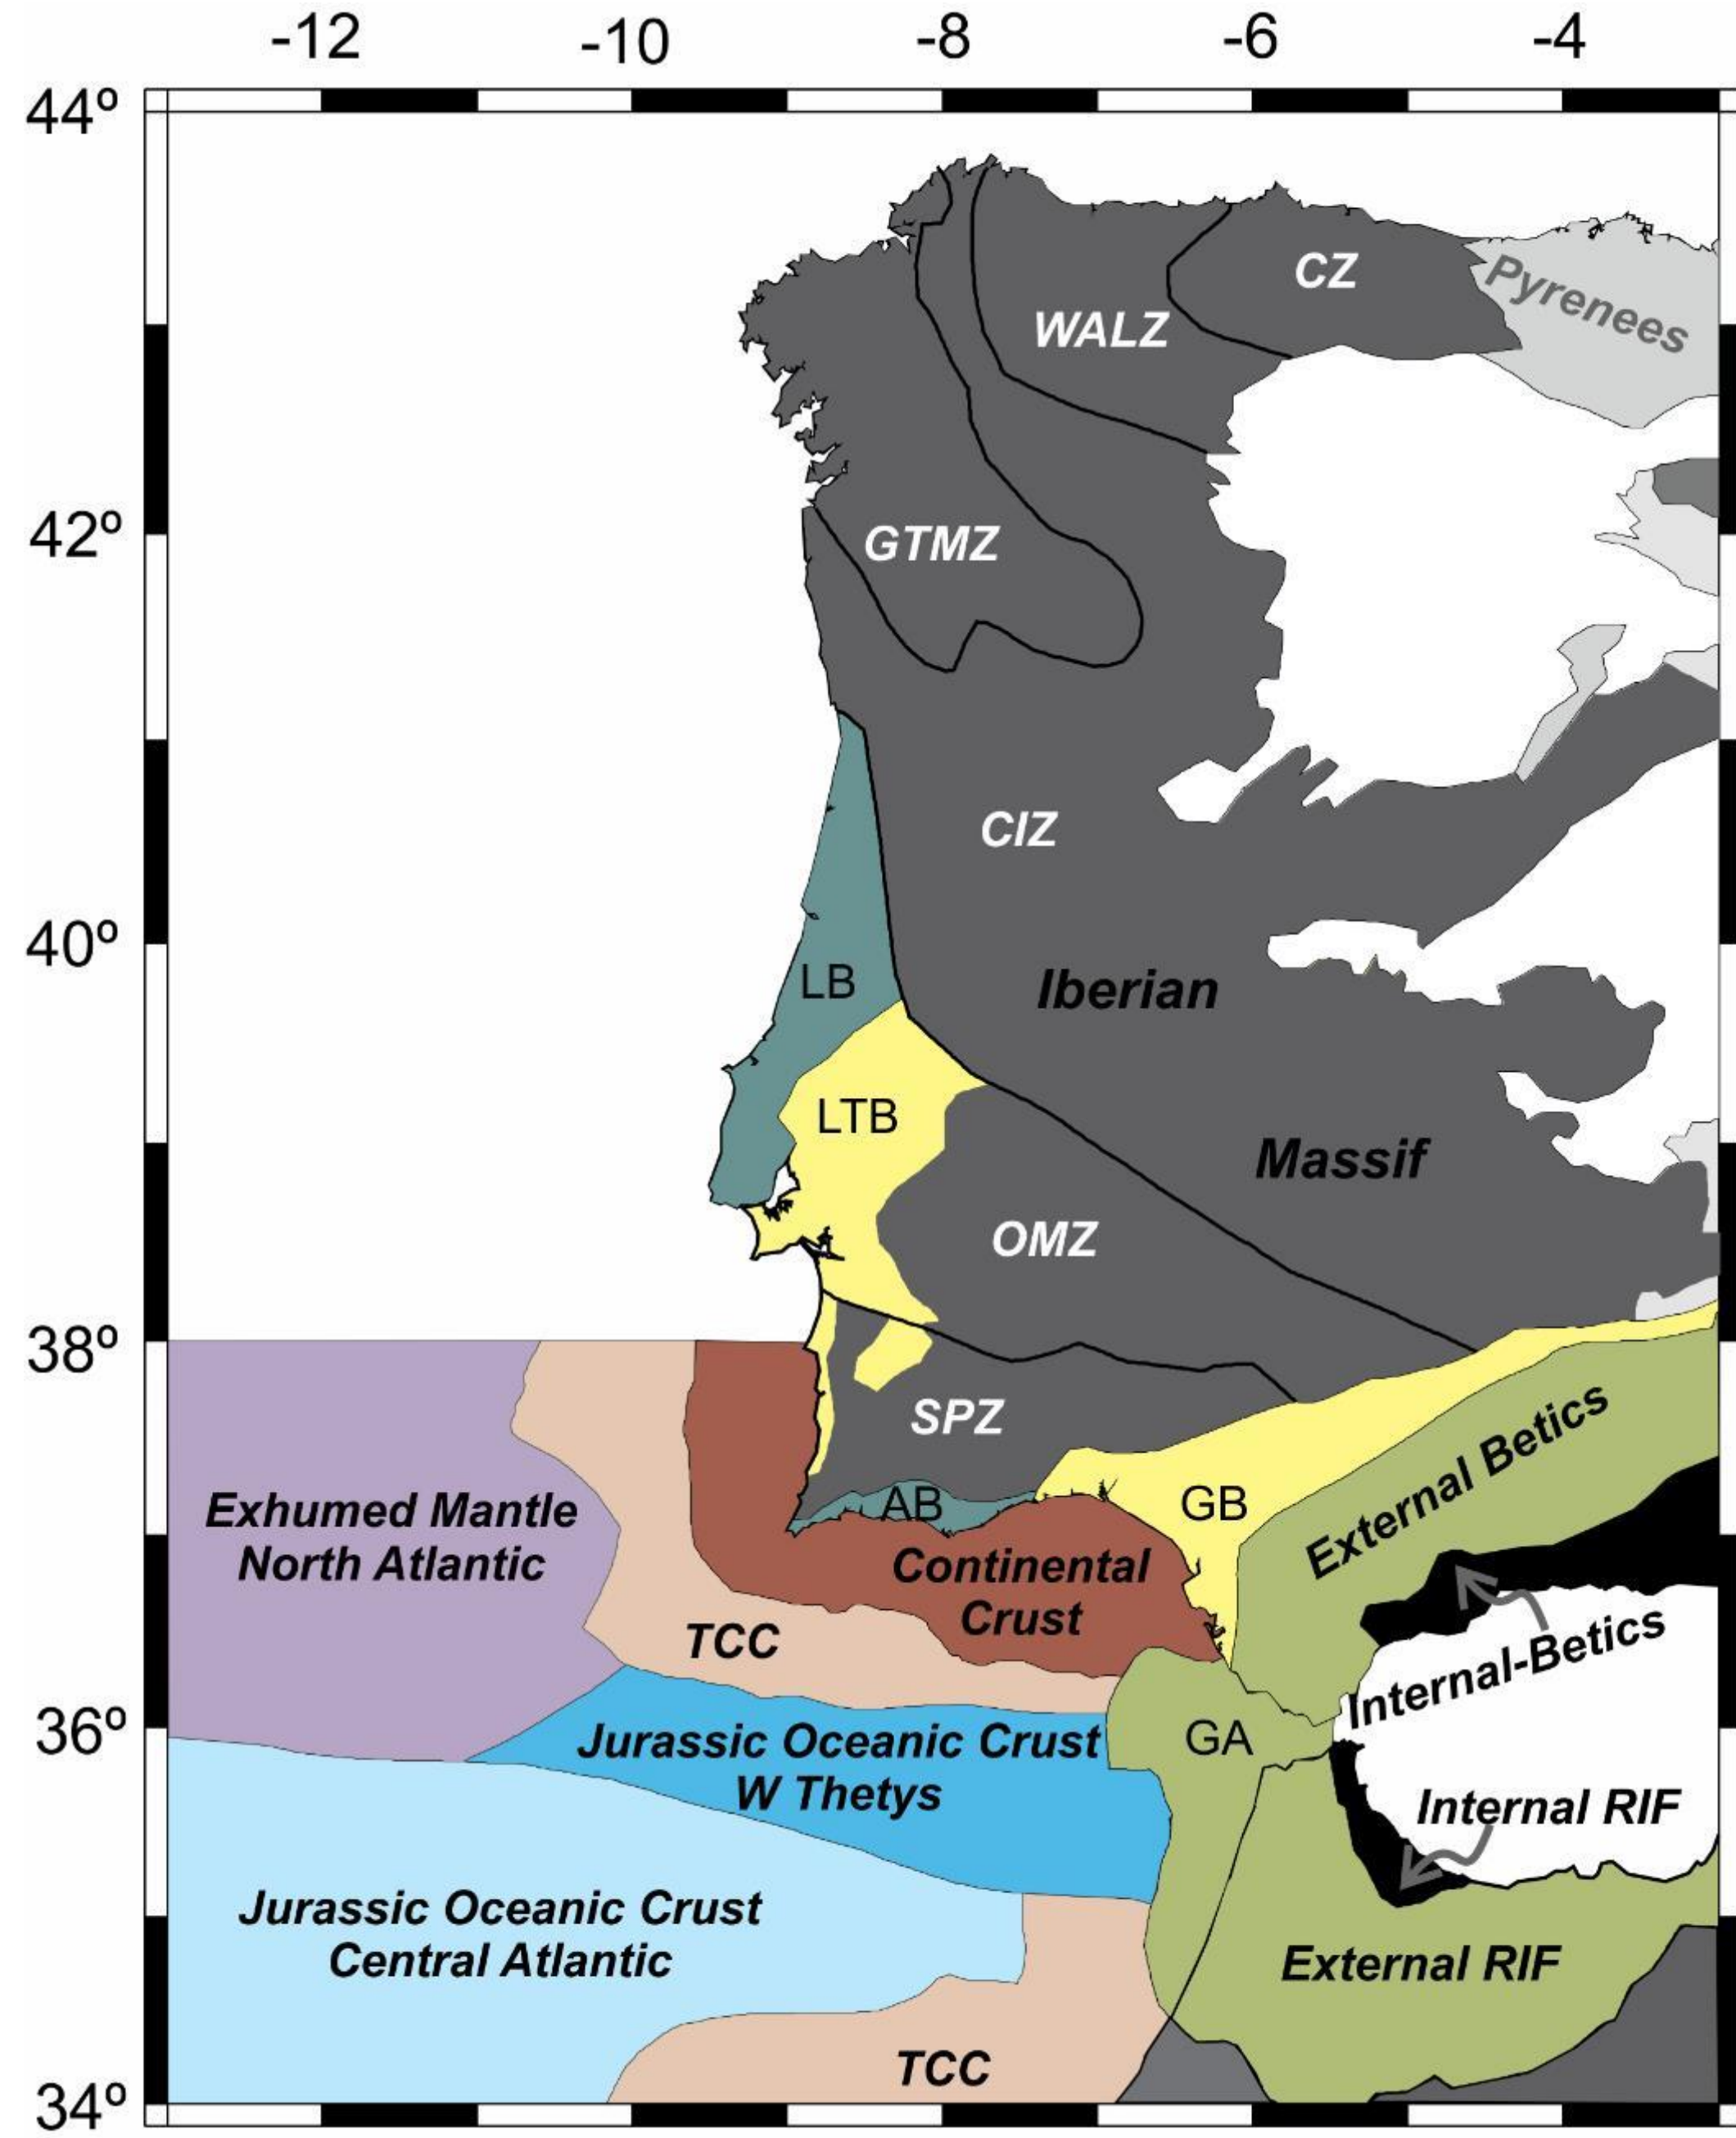 -12 -10 -8 -6 -4
44º
CZ
Pyrenees
WALZ
42º
GTMZ
CIZ
40º
LB
Iberian
LTB
Massif
OMZ
38º
SPZ
External Betics
AB
GB
Exhumed Mantle
North Atlantic
Continental
Crust
TCC
Internal-Betics
36º
GA
Jurassic Oceanic Crust
W Thetys
Internal RIF
Jurassic Oceanic Crust
Central Atlantic
External RIF
TCC
34º